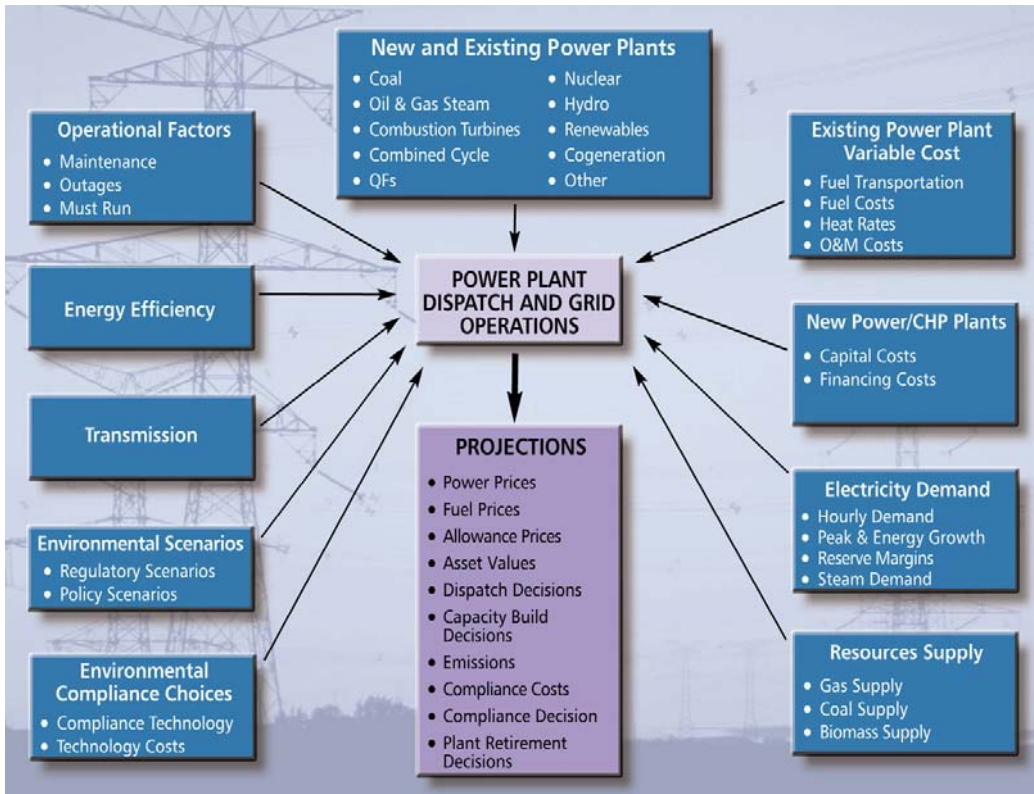 New and Existing Power Plants
• Coal
• Oil & Gas Steam
• Combustion Turbines
• Combined Cycle
• QFs
• Nuclear
• Hydro
• Renewables
• Cogeneration
• Other
Operational Factors
• Maintenance
• Outages
• Must Run
Energy Efficiency
Transmission
Environmental Scenarios
• Regulatory Scenarios
• Policy Scenarios
Environmental
Compliance Choices
• Compliance Technology
• Technology Costs
POWER PLANT
DISPATCH AND GRID
OPERATIONS
PROJECTIONS
• Power Prices
• Fuel Prices
• Allowance Prices
• Asset Values
• Dispatch Decisions
• Capacity Build
Decisions
• Emissions
• Compliance Costs
• Compliance Decision
• Plant Retirement
Decisions
Existing Power Plant
Variable Cost
• Fuel Transportation
• Fuel Costs
• Heat Rates
• O&M Costs
New Power/CHP Plants
• Capital Costs
• Financing Costs
Electricity Demand
• Hourly Demand
• Peak & Energy Growth
• Reserve Margins
• Steam Demand
Resources Supply
• Gas Supply
• Coal Supply
• Biomass Supply